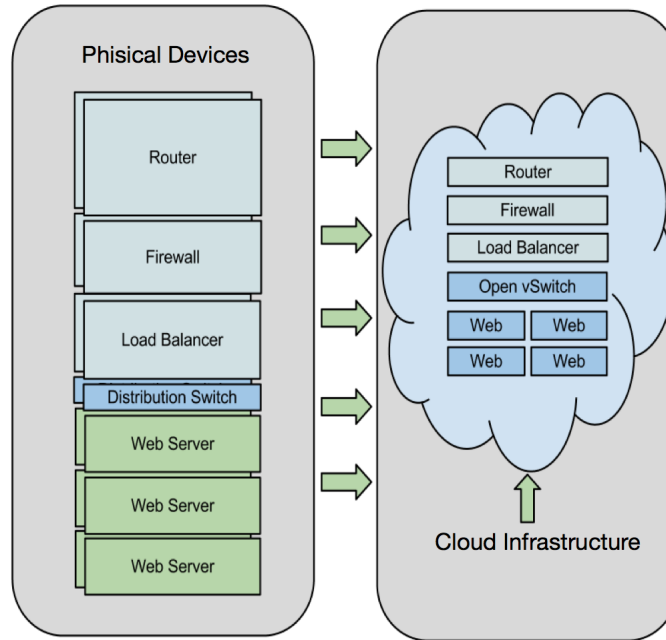 Phisical Devices
Router
Firewall
Load Balancer
Distribution Switch
Web Server
Web Server
Web Server
Router
Firewall
Load Balancer
Open vSwitch
Web Web
Web Web
Cloud Infrastructure